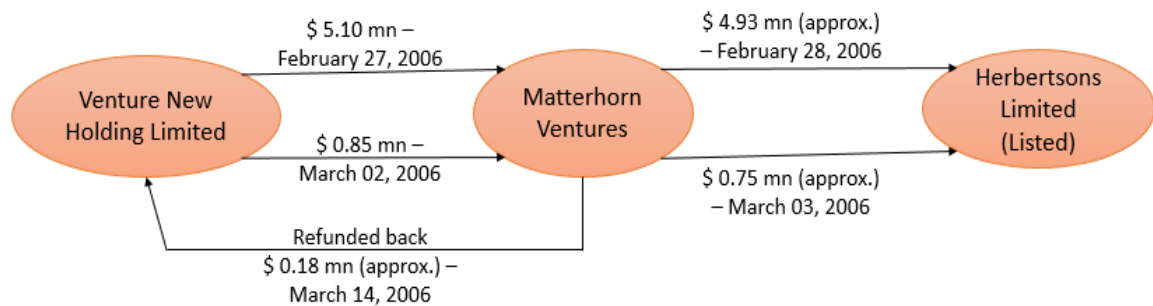 $ 5.10 mn –
February 27, 2006
$ 4.93 mn (approx.)
– February 28, 2006
Venture New
Holding Limited
Matterhorn
Ventures
Herbertsons
Limited
(Listed)
$ 0.85 mn –
March 02, 2006
$ 0.75 mn (approx.)
– March 03, 2006
Refunded back
$ 0.18 mn (approx.) –
March 14, 2006